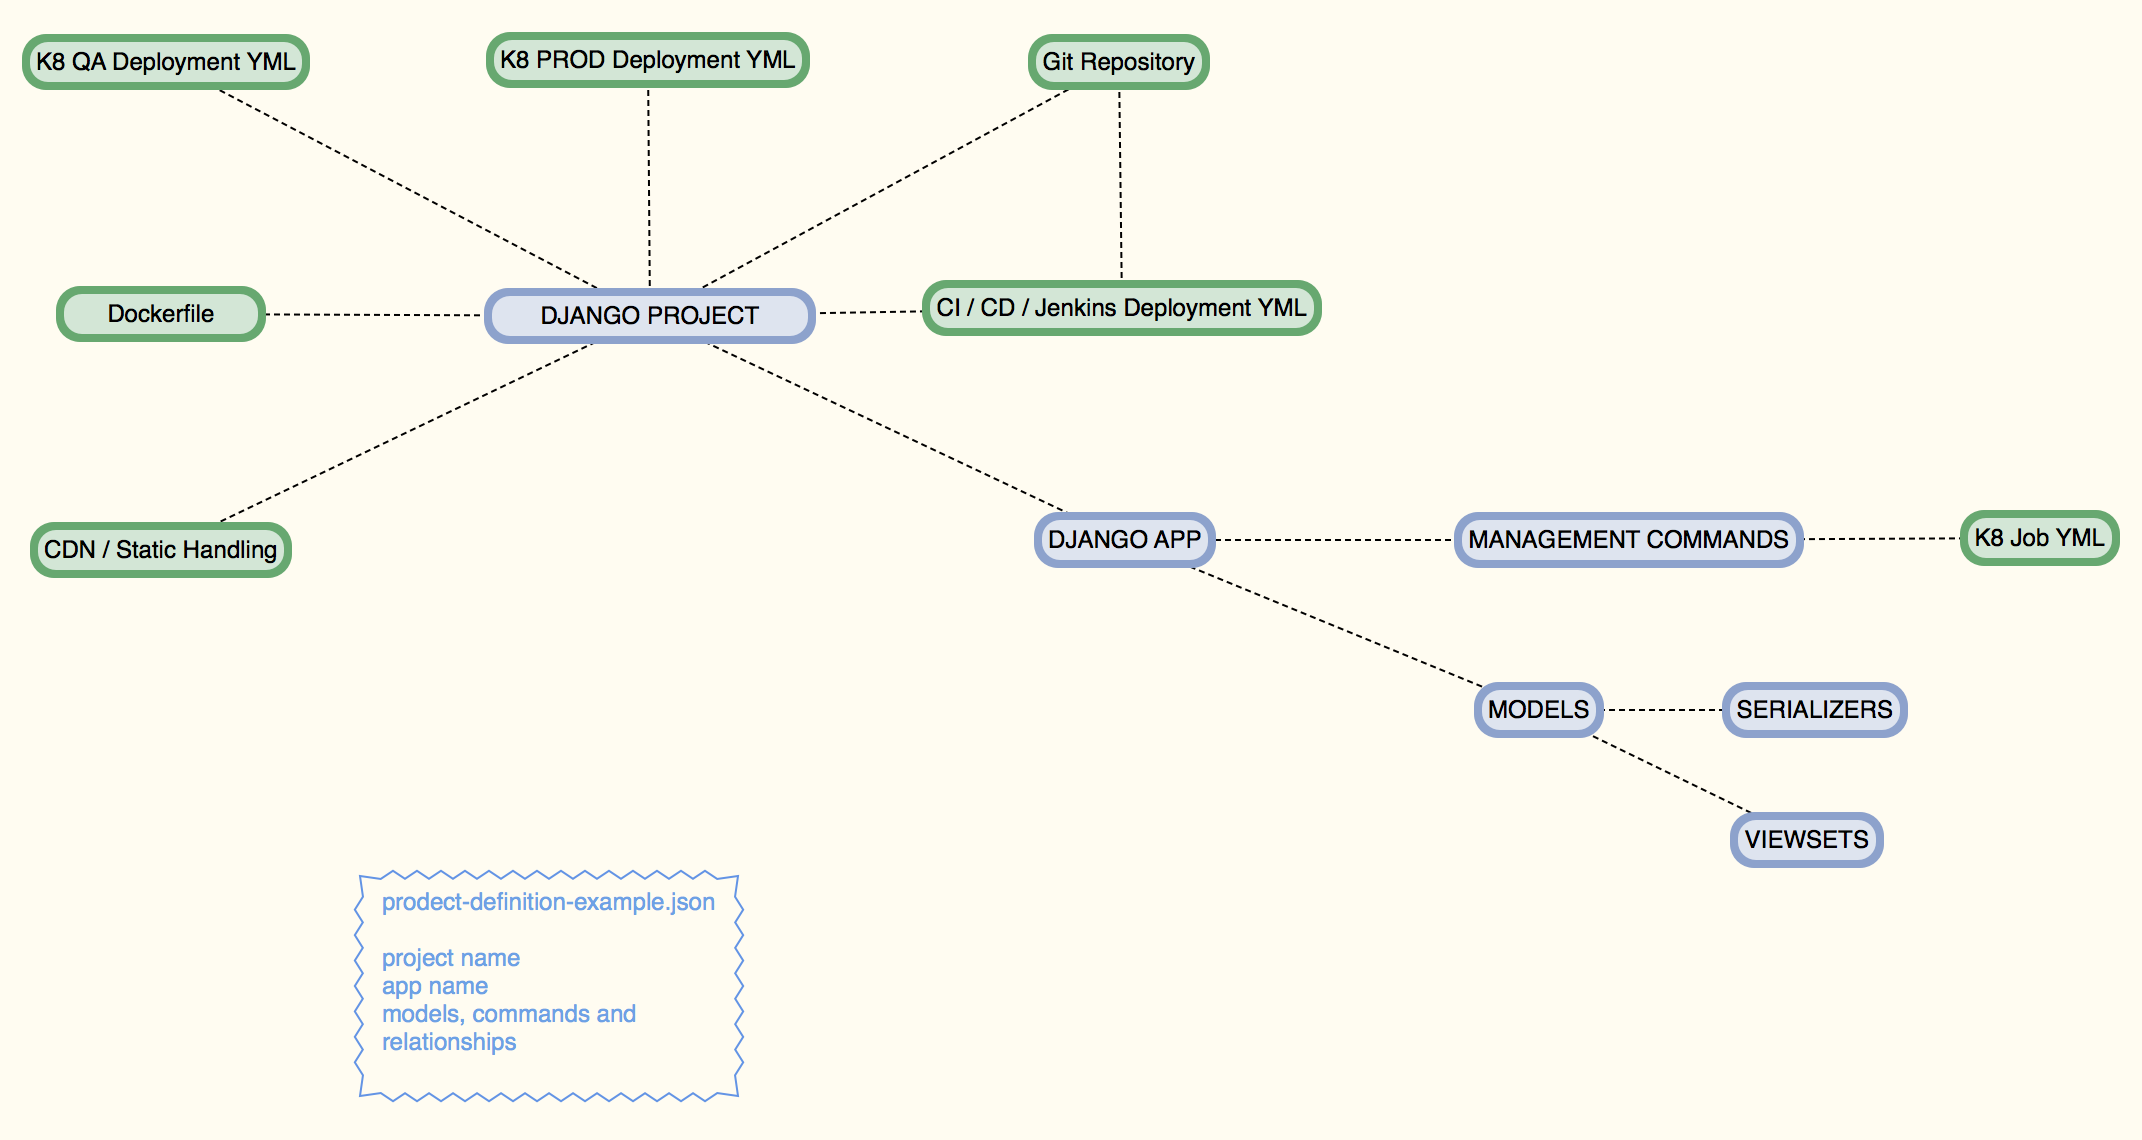 K8 QA Deployment YML
K8 PROD Deployment YML
Git Repository
Dockerfile
DJANGO PROJECT
CI / CD / Jenkins Deployment YML
CDN / Static Handling
DJANGO APP
MANAGEMENT COMMANDS
K8 Job YML
MODELS
SERIALIZERS
VIEWSETS
prodect-definition-example.json
project name
app name
models, commands and
relationships